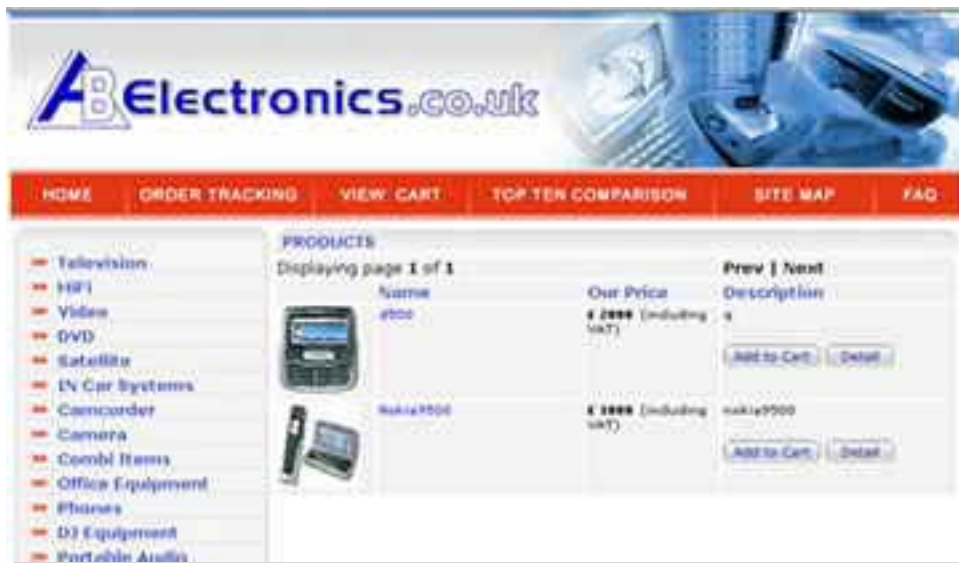 AB Electronics.co.uk
HOME ORDER TRACKING VIEW CART TOP TEN COMPARISON SITE MAP FAQ
Television
HiFi
Video
DVD
Satellite
IN Car Systems
Camcorder
Camera
Combi Items
Office Equipment
Phones
DJ Equipment
Portable Audio
PRODUCTS
Displaying page 1 of 1
Prev | Next
Name Our Price Description
(including VAT)
Add to Cart Detail
Nokia9500 (including VAT) nokia9500
Add to Cart Detail